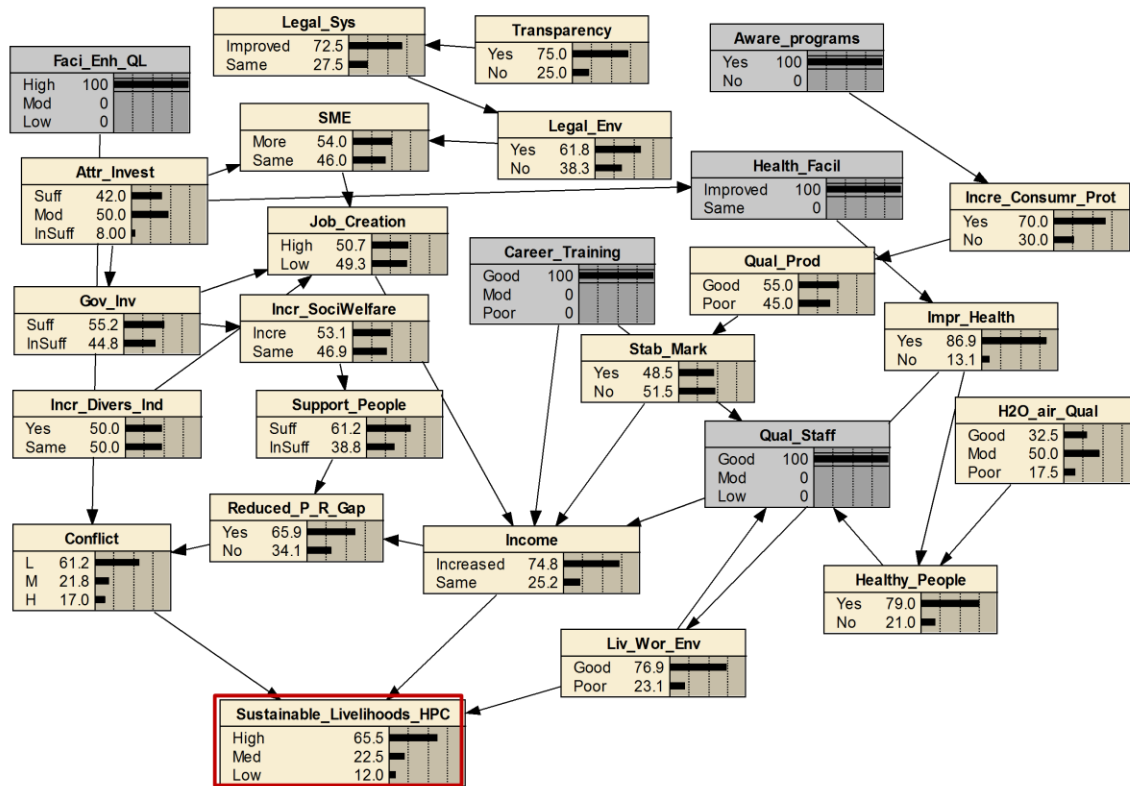 Legal_Sys
Improved 72.5
Same 27.5
Transparency
Yes 75.0
No 25.0
Aware_programs
Yes 100
No 0
Faci_Enh_QL
High 100
Mod 0
Low 0
SME
More 54.0
Same 46.0
Legal_Env
Yes 61.8
No 38.3
Health_Facil
Improved 100
Same 0
Attr_Invest
Suff 42.0
Mod 50.0
InSuff 8.00
Incre_Consumr_Prot
Yes 70.0
No 30.0
Job_Creation
High 50.7
Low 49.3
Career_Training
Good 100
Mod 0
Poor 0
Qual_Prod
Good 55.0
Poor 45.0
Gov_Inv
Suff 55.2
InSuff 44.8
Incr_SociWelfare
Incre 53.1
Same 46.9
Impr_Health
Yes 86.9
No 13.1
Stab_Mark
Yes 48.5
No 51.5
Incr_Divers_Ind
Yes 50.0
Same 50.0
Support_People
Suff 61.2
InSuff 38.8
H2O_air_Qual
Good 32.5
Mod 50.0
Poor 17.5
Qual_Staff
Good 100
Mod 0
Low 0
Reduced_P_R_Gap
Yes 65.9
No 34.1
Conflict
L 61.2
M 21.8
H 17.0
Income
Increased 74.8
Same 25.2
Healthy_People
Yes 79.0
No 21.0
Liv_Wor_Env
Good 76.9
Poor 23.1
Sustainable_Livelihoods_HPC
High 65.5
Med 22.5
Low 12.0